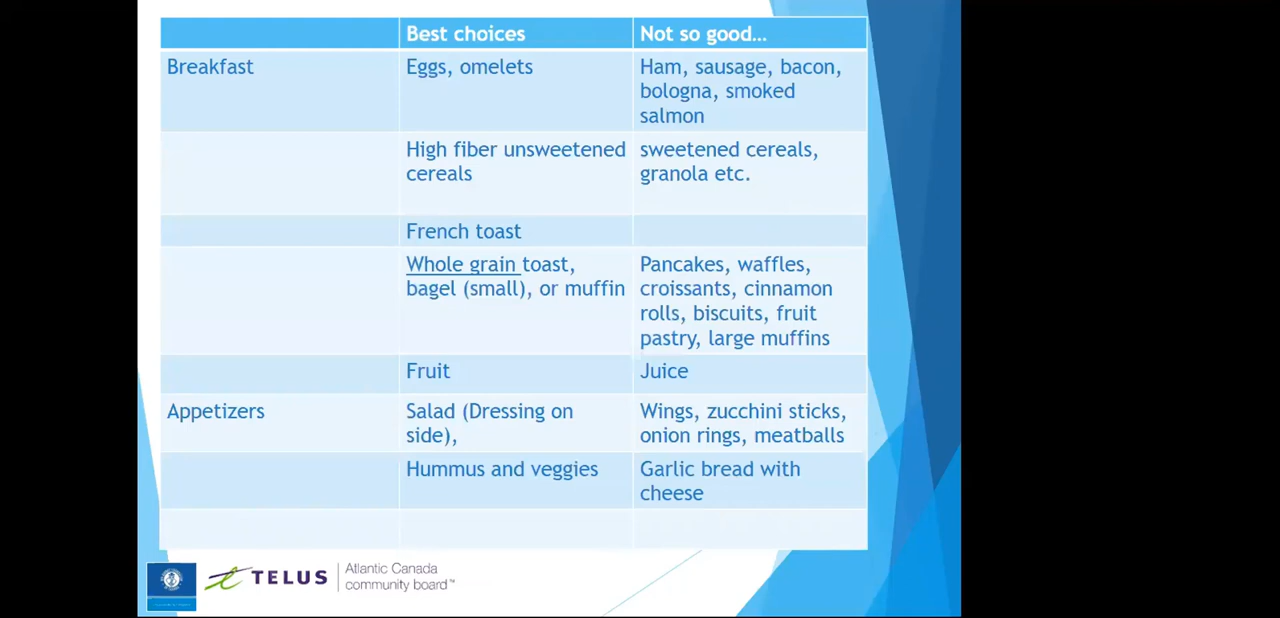 Best choices
Not so good...
Breakfast
Eggs, omelets
Ham, sausage, bacon,
bologna, smoked
salmon
High fiber unsweetened
cereals
sweetened cereals,
granola etc.
French toast
Whole grain toast,
bagel (small), or muffin
Pancakes, waffles,
croissants, cinnamon
rolls, biscuits, fruit
pastry, large muffins
Fruit
Juice
Appetizers
Salad (Dressing on
side),
Wings, zucchini sticks,
onion rings, meatballs
Hummus and veggies
Garlic bread with
cheese
TELUS
Atlantic Canada
community board™